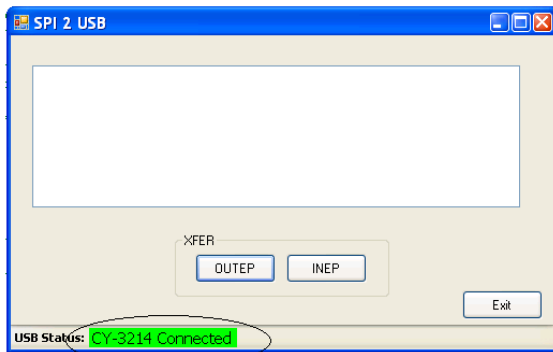 SPI 2 USB
XFER
OUTEP INEP
Exit
USB Status: CY-3214 Connected